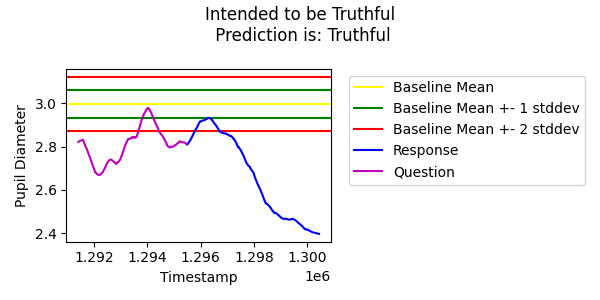 Intended to be Truthful
Prediction is: Truthful
Pupil Diameter
3.0
2.8
2.6
2.4
1.292 1.294 1.296 1.298 1.300
1e6
Timestamp
Baseline Mean
Baseline Mean +- 1 stddev
Baseline Mean +- 2 stddev
Response
Question